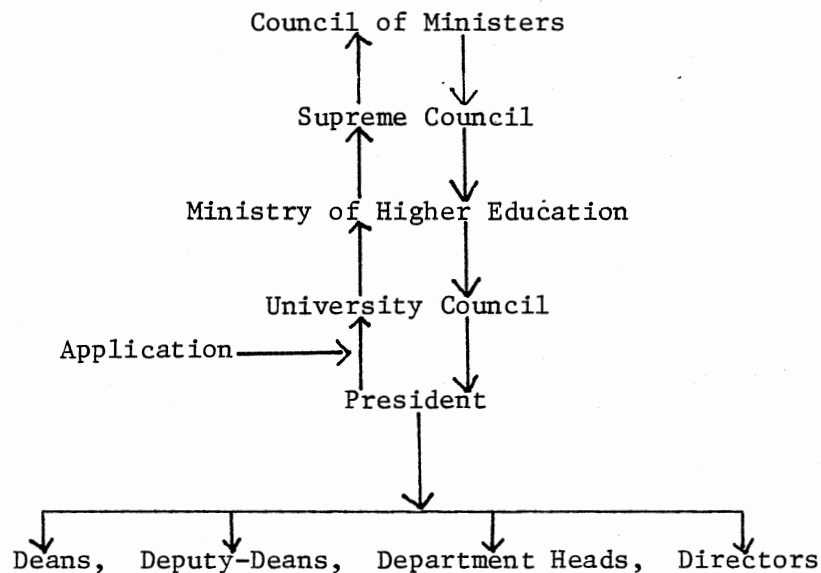 Council of Ministers
Supreme Council
Ministry of Higher Education
University Council
Application
President
Deans, Deputy-Deans, Department Heads, Directors